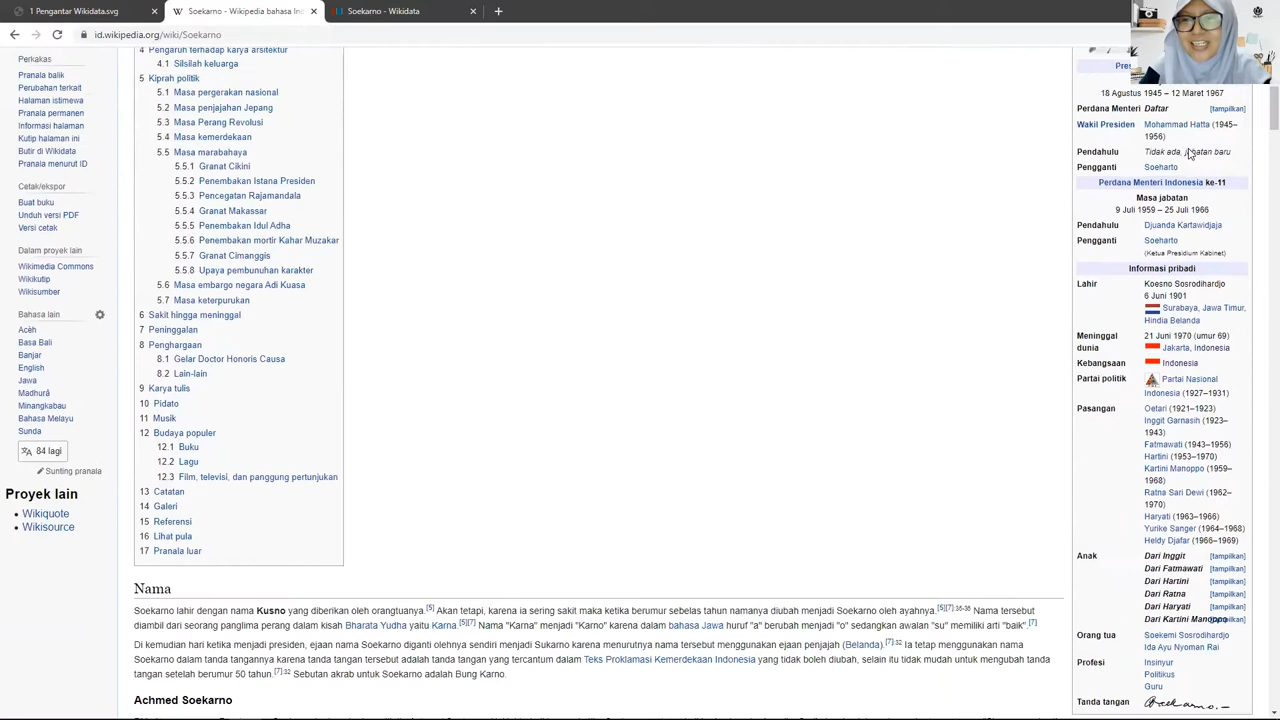 1 Pengantar Wikidata.svg
Soekarno - Wikipedia bahasa Ind
Soekarno - Wikidata
id.wikipedia.org/wiki/Soekarno
Perkakas
Pranala balik
Perubahan terkait
Halaman istimewa
Pranala permanen
Informasi halaman
Kutip halaman ini
Butir di Wikidata
Pranala menurut ID
Cetak/ekspor
Buat buku
Unduh versi PDF
Versi cetak
Dalam proyek lain
Wikimedia Commons
Wikikutip
Wikisumber
Bahasa lain
Acèh
Basa Bali
Banjar
English
Jawa
Madhurâ
Minangkabau
Bahasa Melayu
Sunda
84 lagi
Sunting pranala
Proyek lain
Wikiquote
Wikisource
4 Pengaruh terhadap karya arsitektur
4.1 Silsilah keluarga
5 Kiprah politik
5.1 Masa pergerakan nasional
5.2 Masa penjajahan Jepang
5.3 Masa Perang Revolusi
5.4 Masa kemerdekaan
5.5 Masa marabahaya
5.5.1 Granat Cikini
5.5.2 Penembakan Istana Presiden
5.5.3 Pencegatan Rajamandala
5.5.4 Granat Makassar
5.5.5 Penembakan Idul Adha
5.5.6 Penembakan mortir Kahar Muzakar
5.5.7 Granat Cimanggis
5.5.8 Upaya pembunuhan karakter
5.6 Masa embargo negara Adi Kuasa
5.7 Masa keterpurukan
6 Sakit hingga meninggal
7 Peninggalan
8 Penghargaan
8.1 Gelar Doctor Honoris Causa
8.2 Lain-lain
9 Karya tulis
10 Pidato
11 Musik
12 Budaya populer
12.1 Buku
12.2 Lagu
12.3 Film, televisi, dan panggung pertunjukan
13 Catatan
14 Galeri
15 Referensi
16 Lihat pula
17 Pranala luar
Nama
Soekarno lahir dengan nama Kusno yang diberikan oleh orangtuanya.[5] Akan tetapi, karena ia sering sakit maka ketika berumur sebelas tahun namanya diubah menjadi Soekarno oleh ayahnya.[5][7]:35-36 Nama tersebut
diambil dari seorang panglima perang dalam kisah Bharata Yudha yaitu Karna.[5][7] Nama "Karna" menjadi "Karno" karena dalam bahasa Jawa huruf "a" berubah menjadi "o" sedangkan awalan "su" memiliki arti "baik".[7]
Di kemudian hari ketika menjadi presiden, ejaan nama Soekarno diganti olehnya sendiri menjadi Sukarno karena menurutnya nama tersebut menggunakan ejaan penjajah (Belanda).[7]:32 Ia tetap menggunakan nama
Soekarno dalam tanda tangannya karena tanda tangan tersebut adalah tanda tangan yang tercantum dalam Teks Proklamasi Kemerdekaan Indonesia yang tidak boleh diubah, selain itu tidak mudah untuk mengubah tanda
tangan setelah berumur 50 tahun.[7]:32 Sebutan akrab untuk Soekarno adalah Bung Karno.
Achmed Soekarno
18 Agustus 1945 – 12 Maret 1967
Perdana Menteri Daftar [tampilkan]
Wakil Presiden Mohammad Hatta (1945–
1956)
Pendahulu Tidak ada, jabatan baru
Pengganti Soeharto
Perdana Menteri Indonesia ke-11
Masa jabatan
9 Juli 1959 – 25 Juli 1966
Pendahulu Djuanda Kartawidjaja
Pengganti Soeharto
(Ketua Presidium Kabinet)
Informasi pribadi
Lahir Koesno Sosrodihardjo
6 Juni 1901
Surabaya, Jawa Timur,
Hindia Belanda
Meninggal dunia 21 Juni 1970 (umur 69)
Jakarta, Indonesia
Kebangsaan Indonesia
Partai politik Partai Nasional
Indonesia (1927–1931)
Pasangan Oetari (1921–1923)
Inggit Garnasih (1923–
1943)
Fatmawati (1943–1956)
Hartini (1953–1970)
Kartini Manoppo (1959–
1968)
Ratna Sari Dewi (1962–
1970)
Haryati (1963–1966)
Yurike Sanger (1964–1968)
Heldy Djafar (1966–1969)
Anak Dari Inggit [tampilkan]
Dari Fatmawati [tampilkan]
Dari Hartini [tampilkan]
Dari Ratna [tampilkan]
Dari Haryati [tampilkan]
Dari Kartini Manoppo [tampilkan]
Orang tua Soekemi Sosrodihardjo
Ida Ayu Nyoman Rai
Profesi Insinyur
Politikus
Guru
Tanda tangan Soekarno